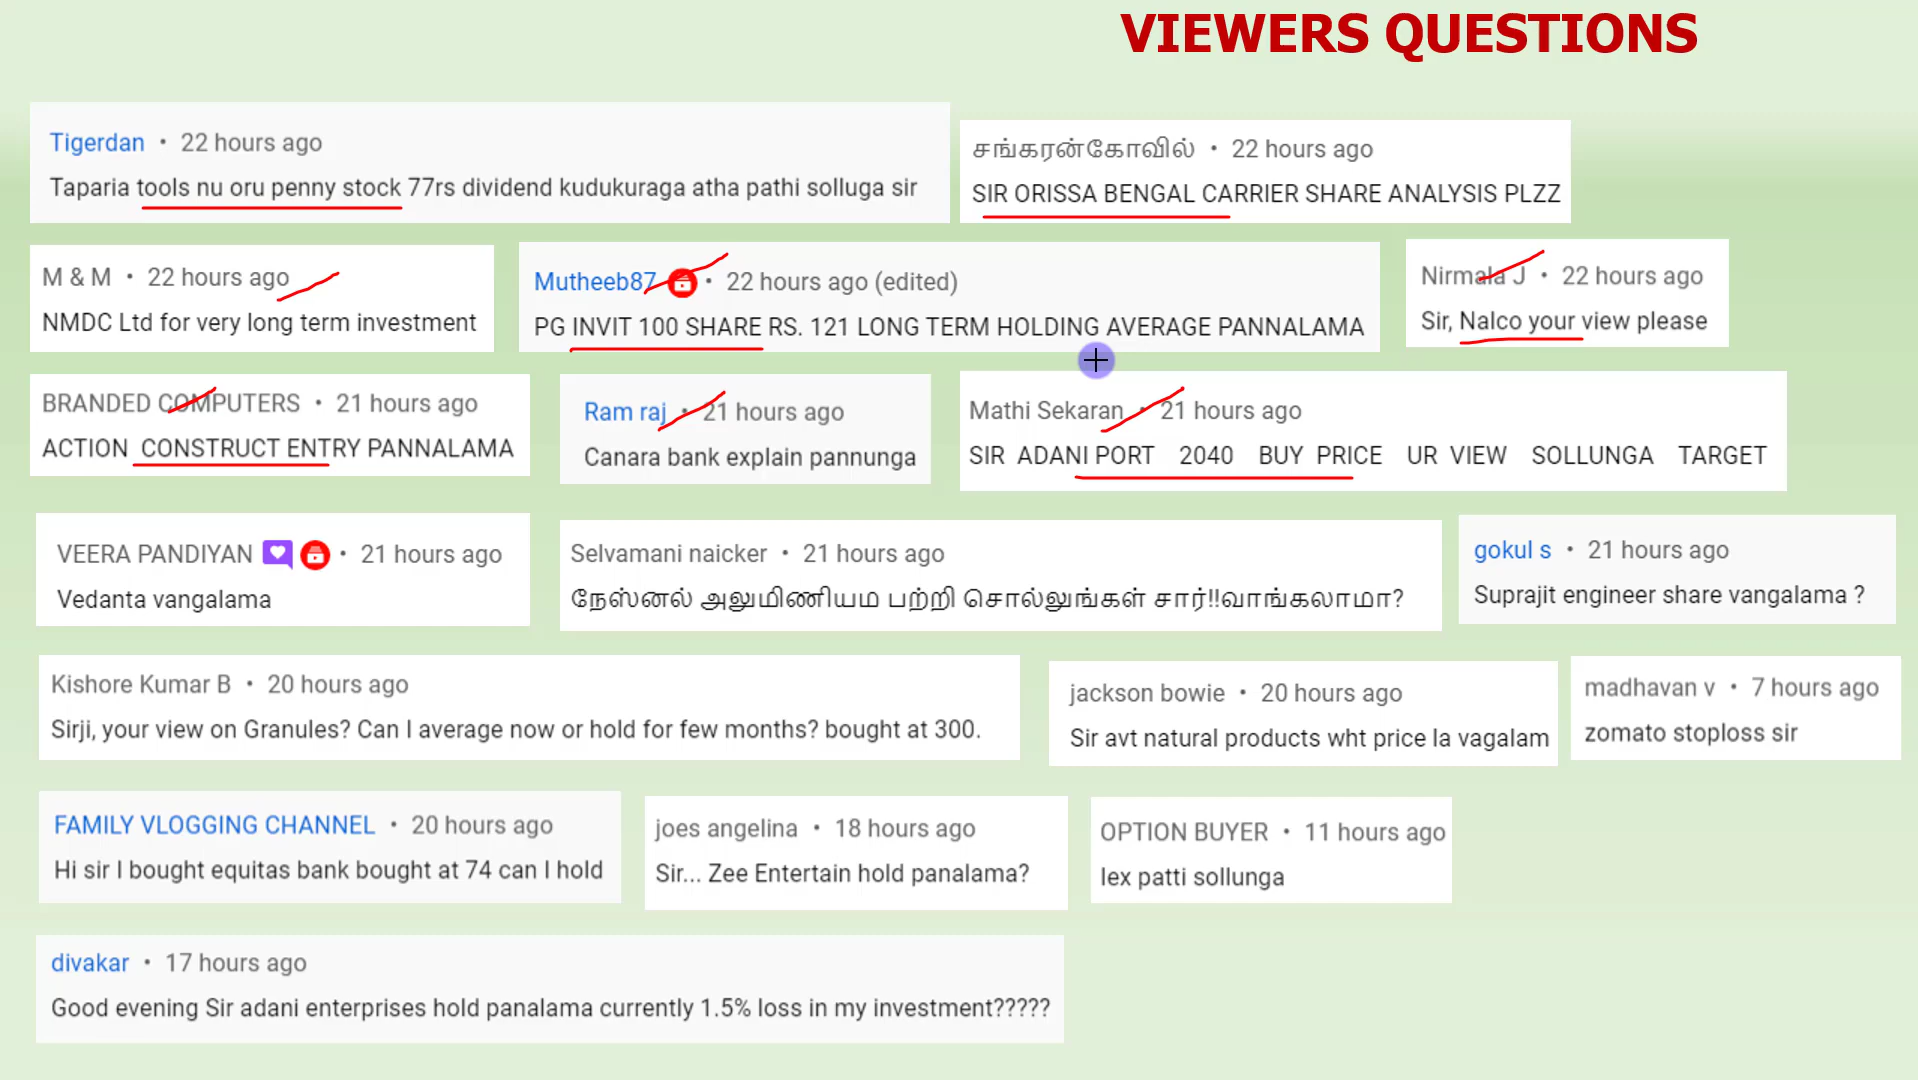 VIEWERS QUESTIONS
Tigerdan • 22 hours ago
Taparia tools nu oru penny stock 77rs dividend kudukuraga atha pathi solluga sir
சங்கரன்கோவில் • 22 hours ago
SIR ORISSA BENGAL CARRIER SHARE ANALYSIS PLZZ
M & M • 22 hours ago
NMDC Ltd for very long term investment
Mutheeb87 • 22 hours ago (edited)
PG INVIT 100 SHARE RS. 121 LONG TERM HOLDING AVERAGE PANNALAMA
Nirmala J • 22 hours ago
Sir, Nalco your view please
BRANDED COMPUTERS • 21 hours ago
ACTION CONSTRUCT ENTRY PANNALAMA
Ram raj • 21 hours ago
Canara bank explain pannunga
Mathi Sekaran • 21 hours ago
SIR ADANI PORT 2040 BUY PRICE UR VIEW SOLLUNGA TARGET
VEERA PANDIYAN • 21 hours ago
Vedanta vangalama
Selvamani naicker • 21 hours ago
நேஸ்னல் அலுமிணியம பற்றி சொல்லுங்கள் சார்!!வாங்கலாமா?
gokul s • 21 hours ago
Suprajit engineer share vangalama ?
Kishore Kumar B • 20 hours ago
Sirji, your view on Granules? Can I average now or hold for few months? bought at 300.
jackson bowie • 20 hours ago
Sir avt natural products wht price la vagalam
madhavan v • 7 hours ago
zomato stoploss sir
FAMILY VLOGGING CHANNEL • 20 hours ago
Hi sir I bought equitas bank bought at 74 can I hold
joes angelina • 18 hours ago
Sir... Zee Entertain hold panalama?
OPTION BUYER • 11 hours ago
Iex patti sollunga
divakar • 17 hours ago
Good evening Sir adani enterprises hold panalama currently 1.5% loss in my investment?????